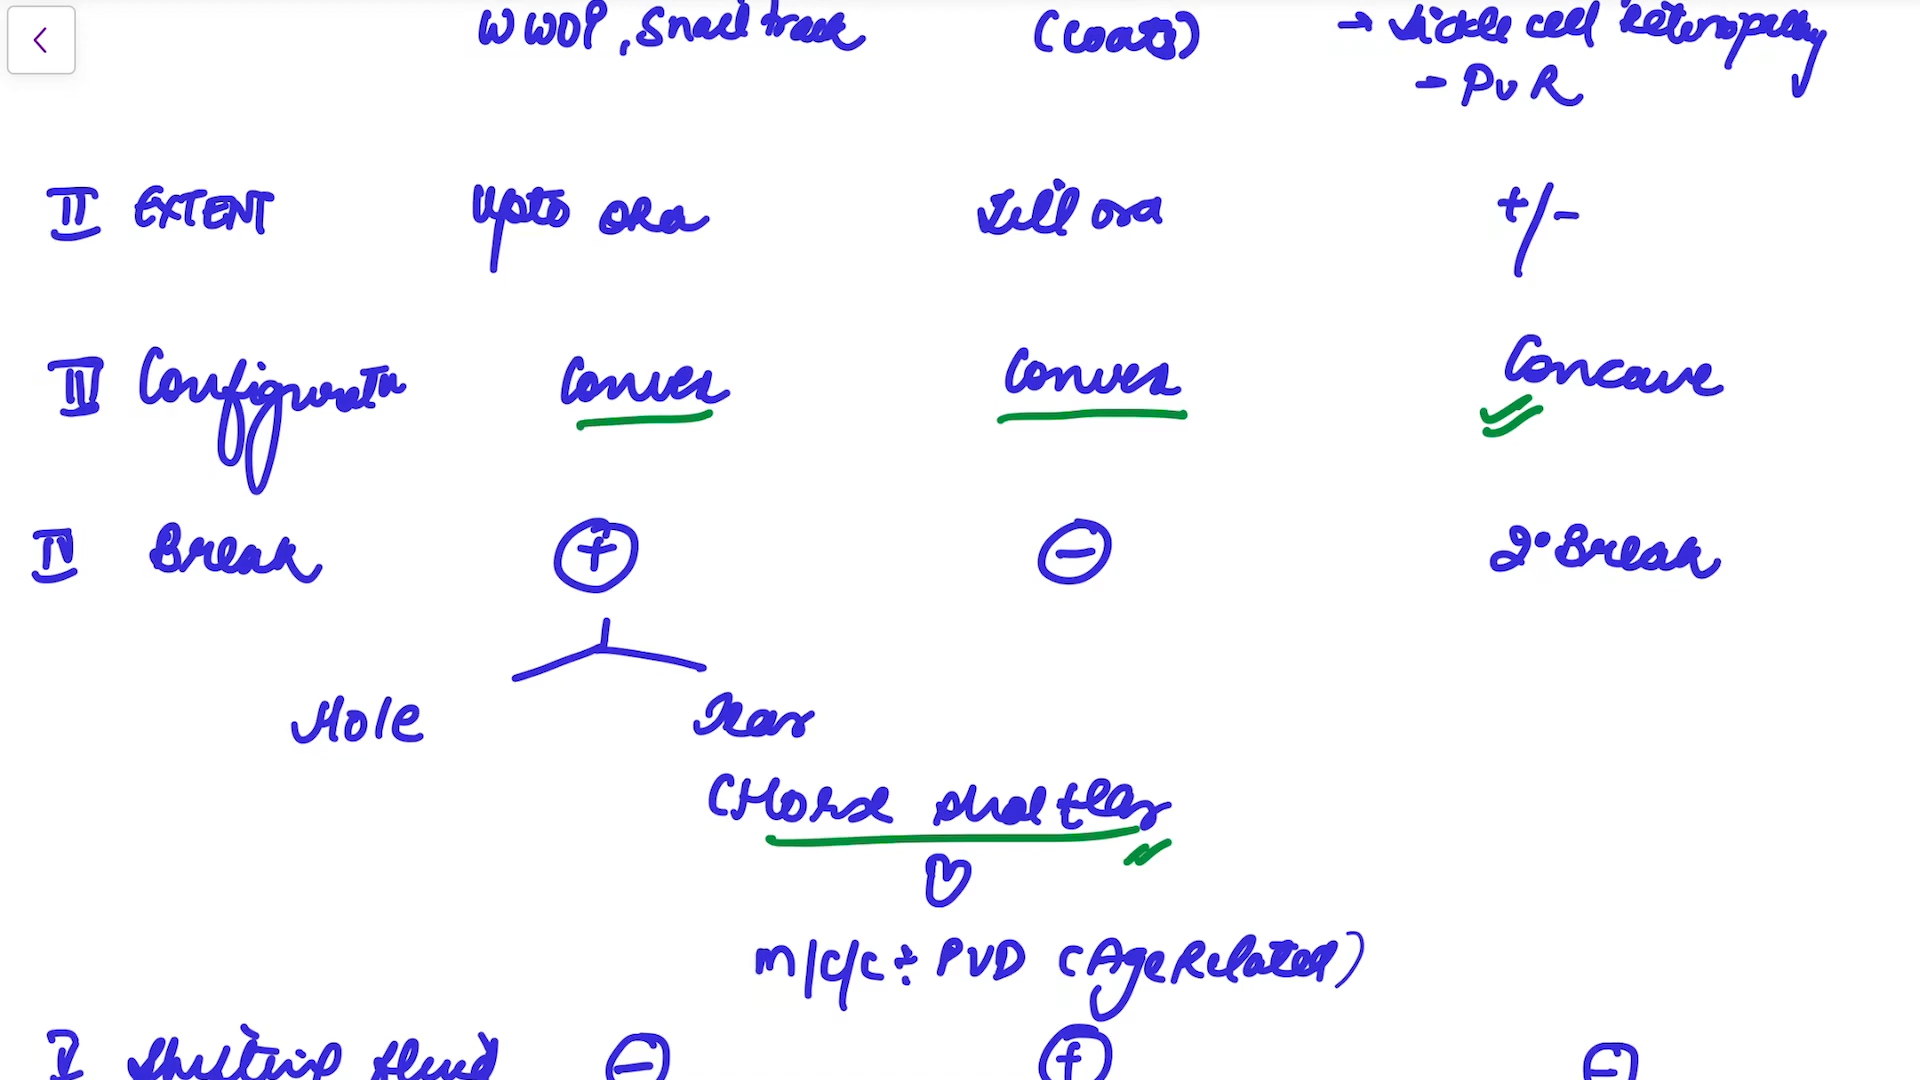 WWOP, Snail track (Coats) → Sickle cell retinopathy
- PVR
II EXTENT Upto ora Till ora +/-
III Configuratn Convex Convex Concave
IV Break + - 2° Break
Hole Tear
(Horse shoe tear
m/c/c ÷ PVD (Age Related)
V Shifting fluid - + -